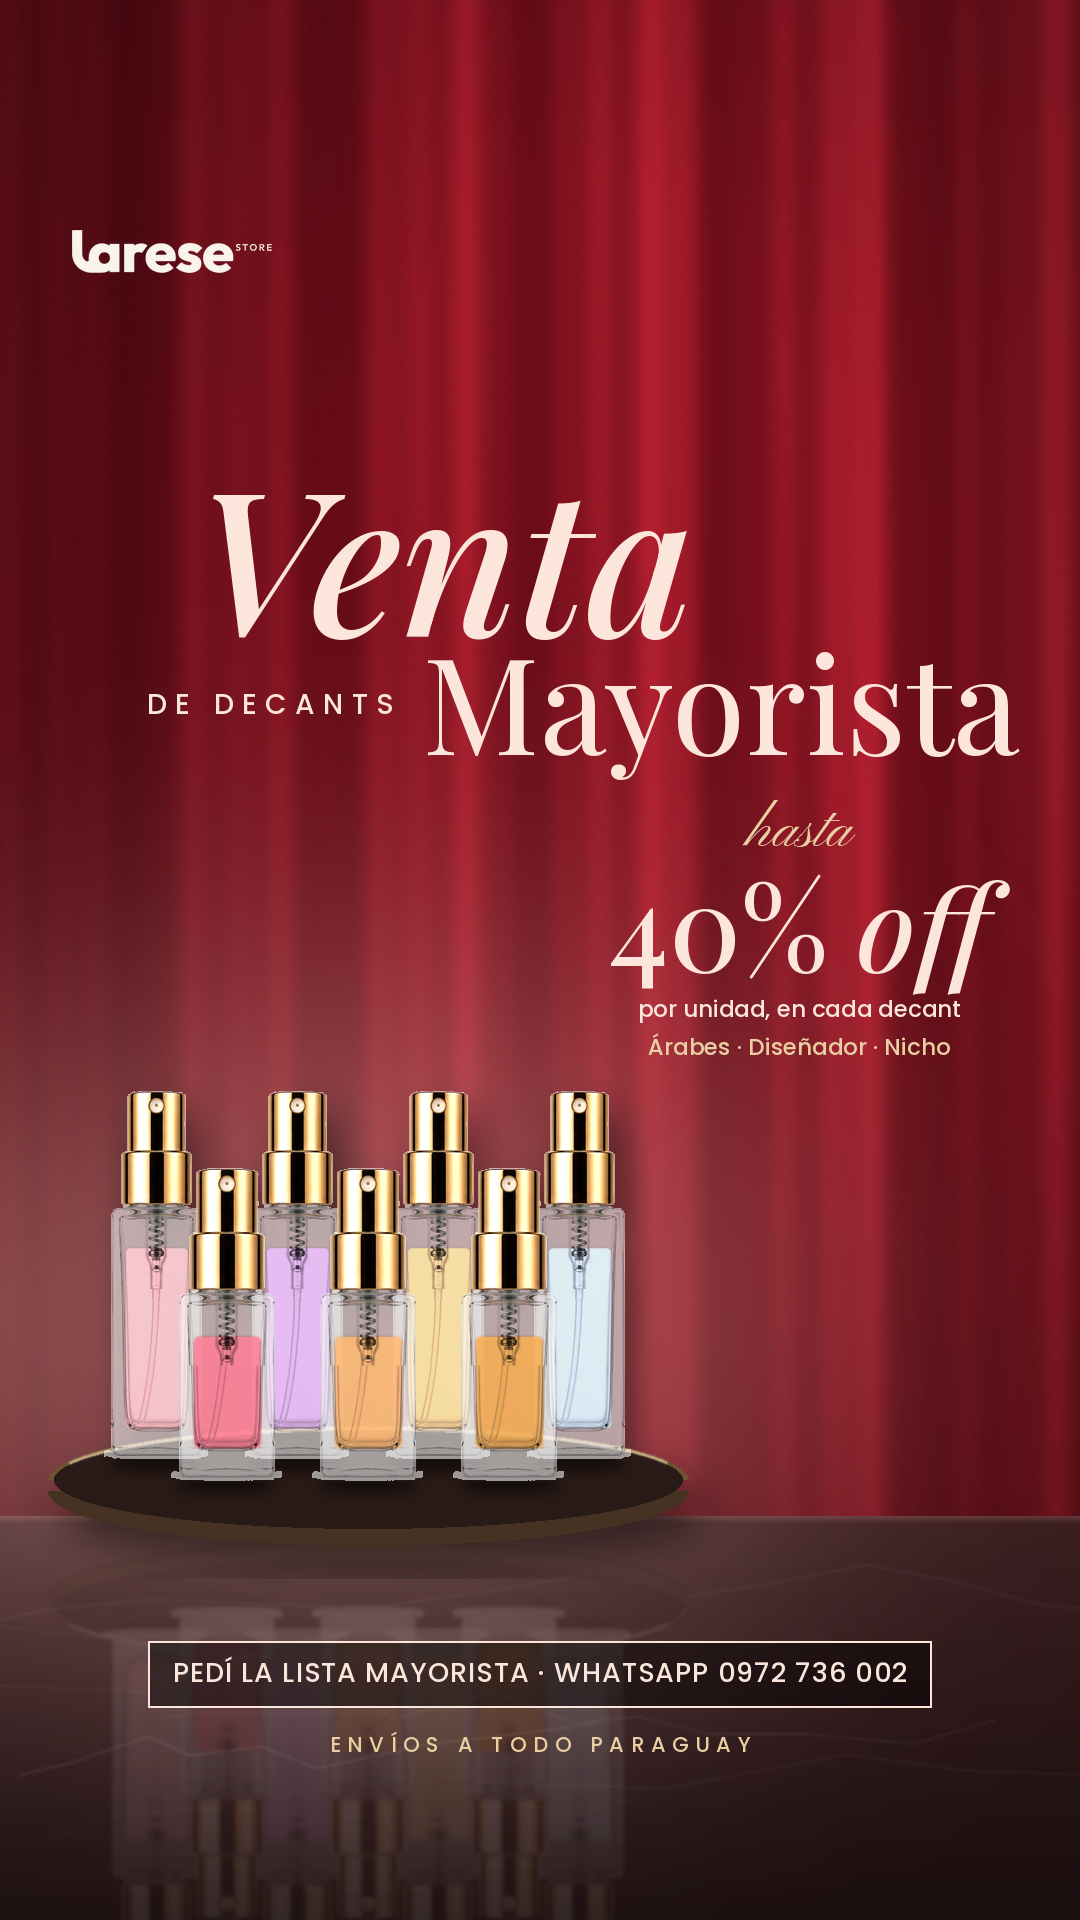 Larese STORE
Venta
DE DECANTS Mayorista
hasta
40% off
por unidad, en cada decant
Árabes · Diseñador · Nicho
PEDÍ LA LISTA MAYORISTA · WHATSAPP 0972 736 002
ENVÍOS A TODO PARAGUAY